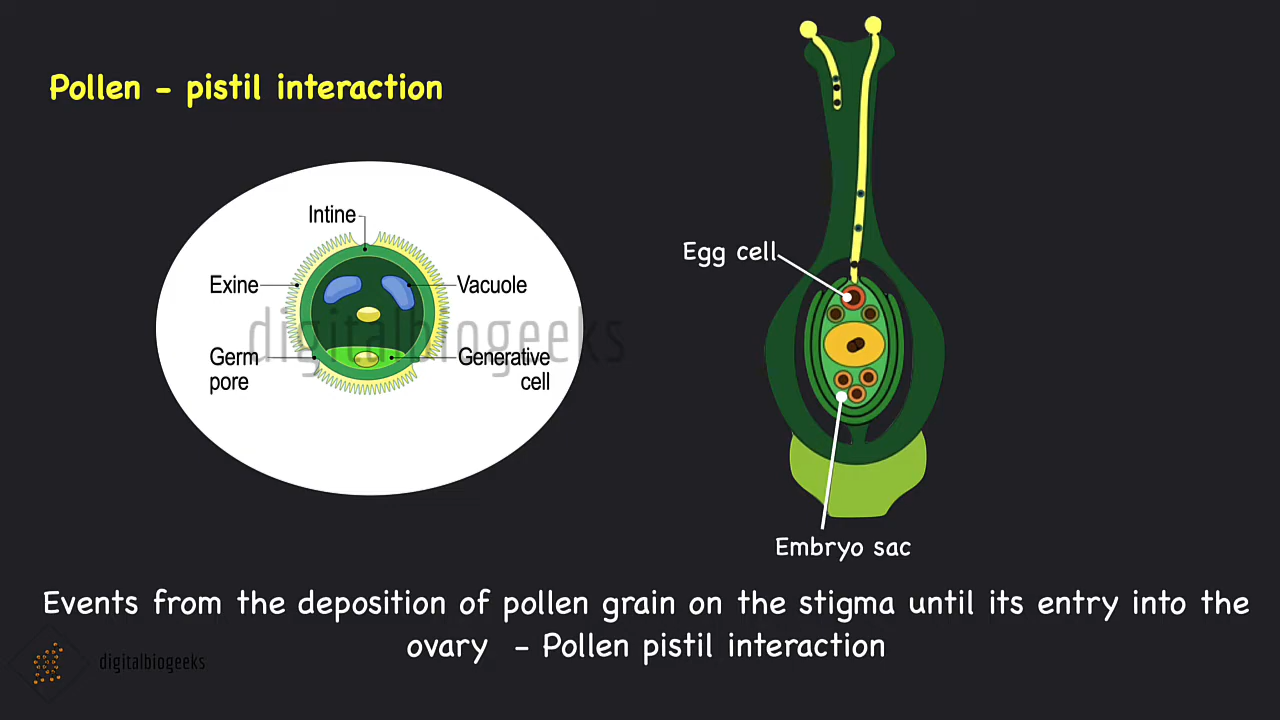 Pollen - pistil interaction
Intine
Exine
Vacuole
Germ
pore
Generative
cell
digitalbiogeeks
Egg cell
Embryo sac
Events from the deposition of pollen grain on the stigma until its entry into the
ovary - Pollen pistil interaction
digitalbiogeeks